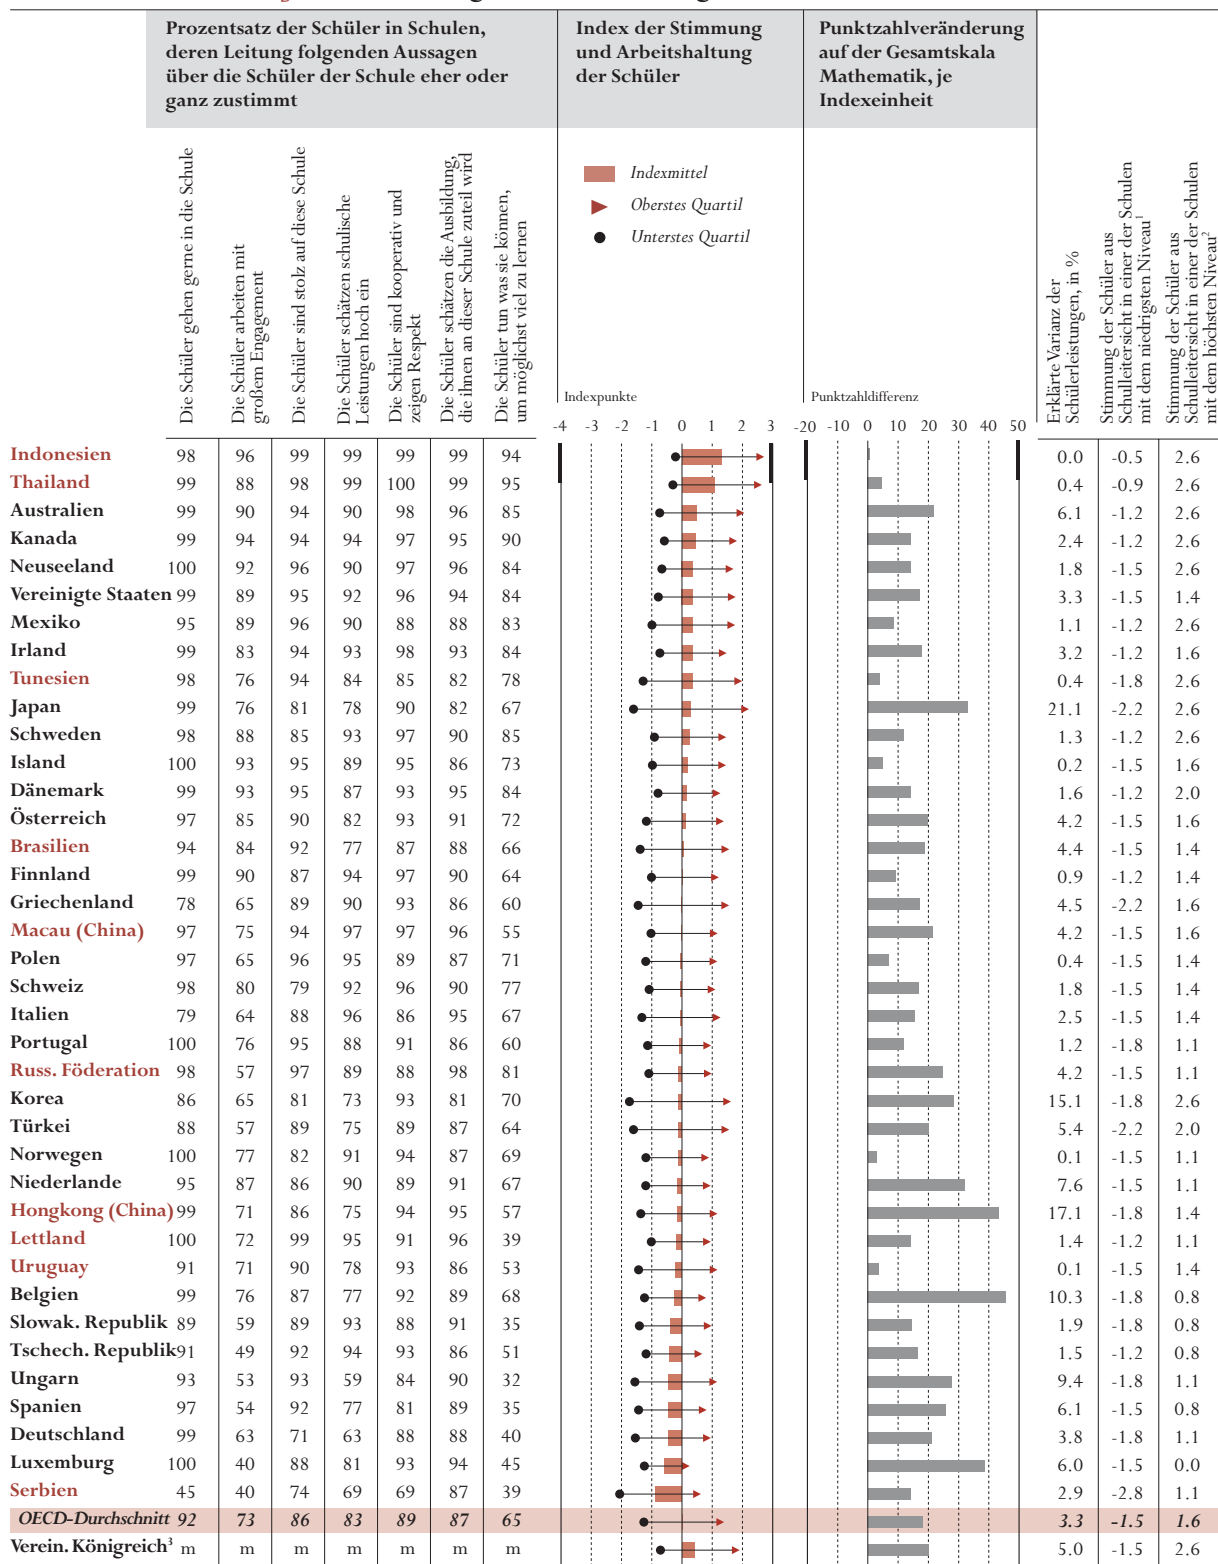 Prozentsatz der Schüler in Schulen,
deren Leitung folgenden Aussagen
über die Schüler der Schule eher oder
ganz zustimmt
Index der Stimmung
und Arbeitshaltung
der Schüler
Punktzahlveränderung
auf der Gesamtskala
Mathematik, je
Indexeinheit
Die Schüler gehen gerne in die Schule
Die Schüler arbeiten mit
großem Engagement
Die Schüler sind stolz auf diese Schule
Die Schüler schätzen schulische
Leistungen hoch ein
Die Schüler sind kooperativ und
zeigen Respekt
Die Schüler schätzen die Ausbildung,
die ihnen an dieser Schule zuteil wird
Die Schüler tun was sie können,
um möglichst viel zu lernen
Indexmittel
Oberstes Quartil
Unterstes Quartil
Erklärte Varianz der
Schülerleistungen, in %
Stimmung der Schüler aus
Schulleitersicht in einer der Schulen
mit dem niedrigsten Niveau¹
Stimmung der Schüler aus
Schulleitersicht in einer der Schulen
mit dem höchsten Niveau²
Indexpunkte
Punktzahldifferenz
-4 -3 -2 -1 0 1 2 3 -20 -10 0 10 20 30 40 50
Indonesien 98 96 99 99 99 99 94 0.0 -0.5 2.6
Thailand 99 88 98 99 100 99 95 0.4 -0.9 2.6
Australien 99 90 94 90 98 96 85 6.1 -1.2 2.6
Kanada 99 94 94 94 97 95 90 2.4 -1.2 2.6
Neuseeland 100 92 96 90 97 96 84 1.8 -1.5 2.6
Vereinigte Staaten 99 89 95 92 96 94 84 3.3 -1.5 1.4
Mexiko 95 89 96 90 88 88 83 1.1 -1.2 2.6
Irland 99 83 94 93 98 93 84 3.2 -1.2 1.6
Tunesien 98 76 94 84 85 82 78 0.4 -1.8 2.6
Japan 99 76 81 78 90 82 67 21.1 -2.2 2.6
Schweden 98 88 85 93 97 90 85 1.3 -1.2 2.6
Island 100 93 95 89 95 86 73 0.2 -1.5 1.6
Dänemark 99 93 95 87 93 95 84 1.6 -1.2 2.0
Österreich 97 85 90 82 93 91 72 4.2 -1.5 1.6
Brasilien 94 84 92 77 87 88 66 4.4 -1.5 1.4
Finnland 99 90 87 94 97 90 64 0.9 -1.2 1.4
Griechenland 78 65 89 90 93 86 60 4.5 -2.2 1.6
Macau (China) 97 75 94 97 97 96 55 4.2 -1.5 1.6
Polen 97 65 96 95 89 87 71 0.4 -1.5 1.4
Schweiz 98 80 79 92 96 90 77 1.8 -1.5 1.4
Italien 79 64 88 96 86 95 67 2.5 -1.5 1.4
Portugal 100 76 95 88 91 86 60 1.2 -1.8 1.1
Russ. Föderation 98 57 97 89 88 98 81 4.2 -1.5 1.1
Korea 86 65 81 73 93 81 70 15.1 -1.8 2.6
Türkei 88 57 89 75 89 87 64 5.4 -2.2 2.0
Norwegen 100 77 82 91 94 87 69 0.1 -1.5 1.1
Niederlande 95 87 86 90 89 91 67 7.6 -1.5 1.1
Hongkong (China) 99 71 86 75 94 95 57 17.1 -1.8 1.4
Lettland 100 72 99 95 91 96 39 1.4 -1.2 1.1
Uruguay 91 71 90 78 93 86 53 0.1 -1.5 1.4
Belgien 99 76 87 77 92 89 68 10.3 -1.8 0.8
Slowak. Republik 89 59 89 93 88 91 35 1.9 -1.8 0.8
Tschech. Republik 91 49 92 94 93 86 51 1.5 -1.2 0.8
Ungarn 93 53 93 59 84 90 32 9.4 -1.8 1.1
Spanien 97 54 92 77 81 89 35 6.1 -1.5 0.8
Deutschland 99 63 71 63 88 88 40 3.8 -1.8 1.1
Luxemburg 100 40 88 81 93 94 45 6.0 -1.5 0.0
Serbien 45 40 74 69 69 87 39 2.9 -2.8 1.1
OECD-Durchschnitt 92 73 86 83 89 87 65 3.3 -1.5 1.6
Verein. Königreich³ m m m m m m m 5.0 -1.5 2.6